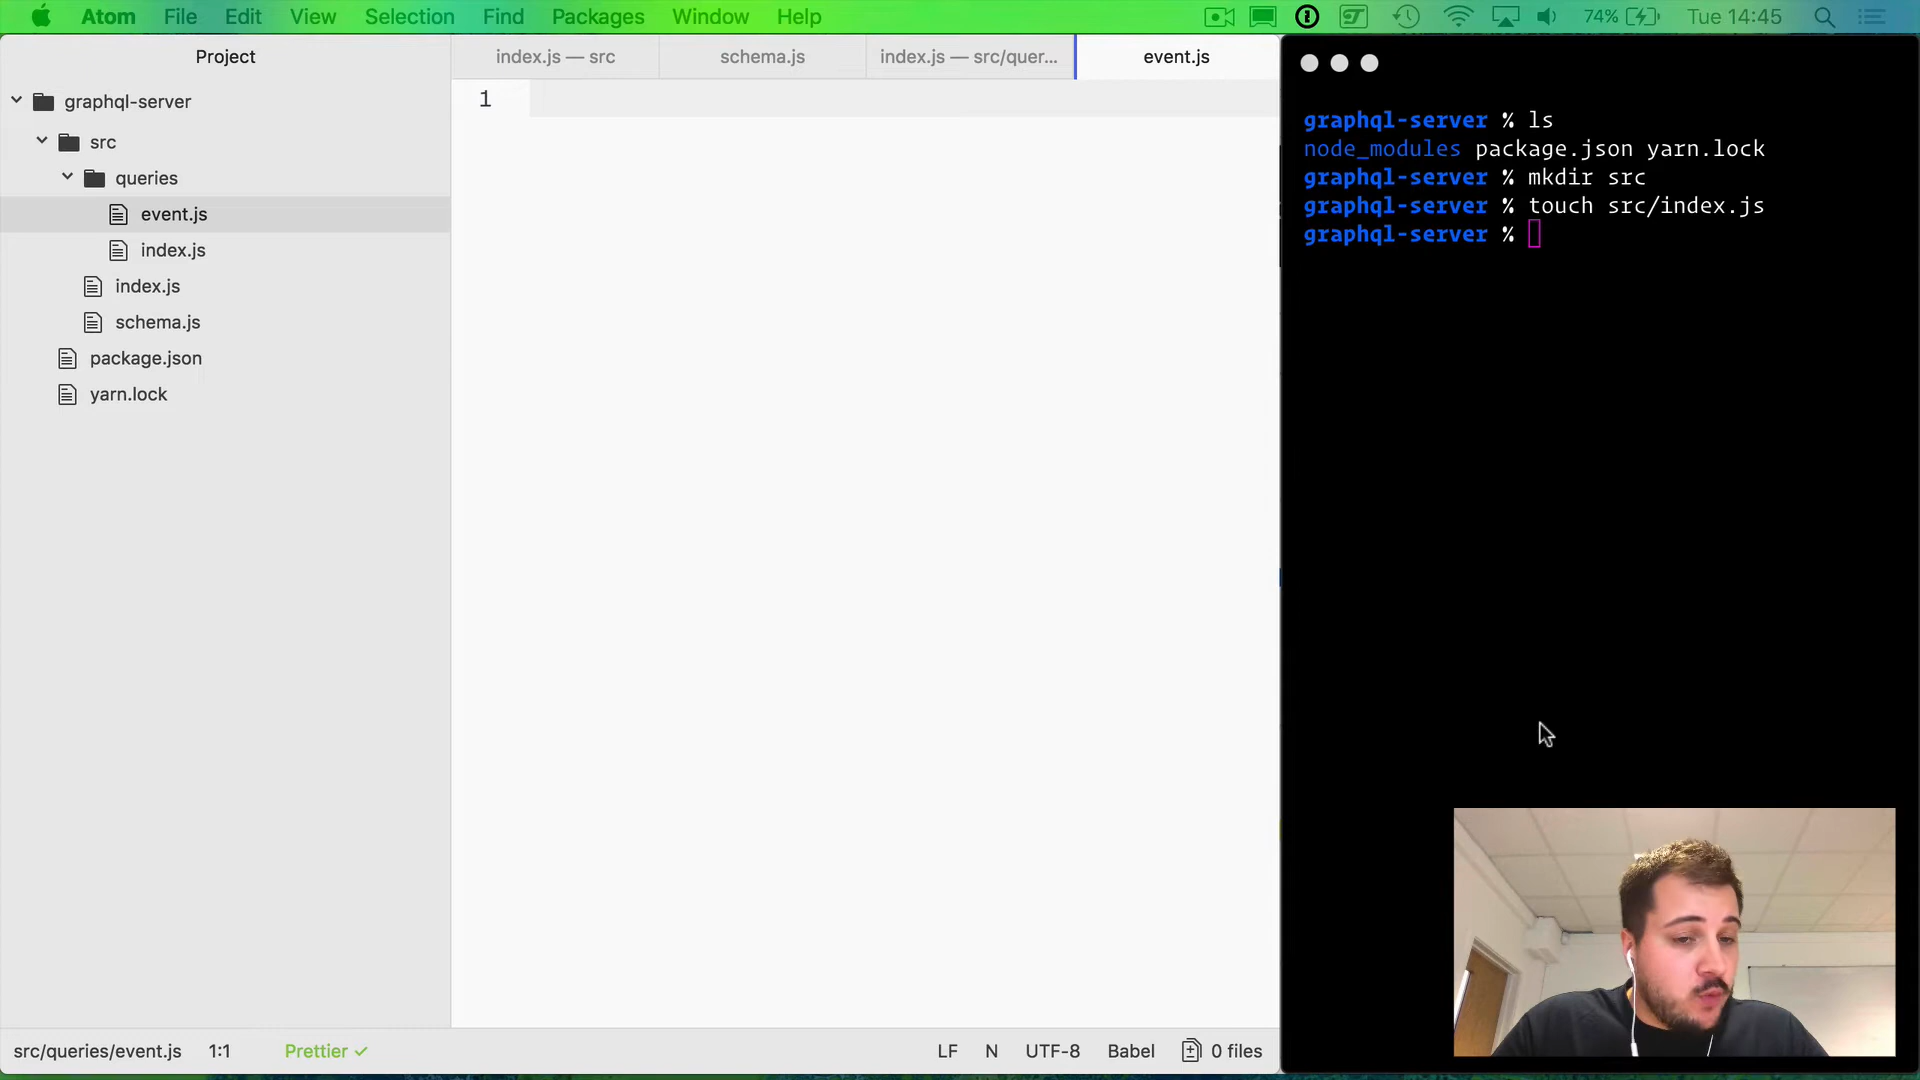 Atom File Edit View Selection Find Packages Window Help 74% Tue 14:45
Project
graphql-server
src
queries
event.js
index.js
index.js
schema.js
package.json
yarn.lock
index.js — src schema.js index.js — src/quer... event.js
1
graphql-server % ls
node_modules package.json yarn.lock
graphql-server % mkdir src
graphql-server % touch src/index.js
graphql-server %
src/queries/event.js 1:1 Prettier ✓ LF N UTF-8 Babel 0 files